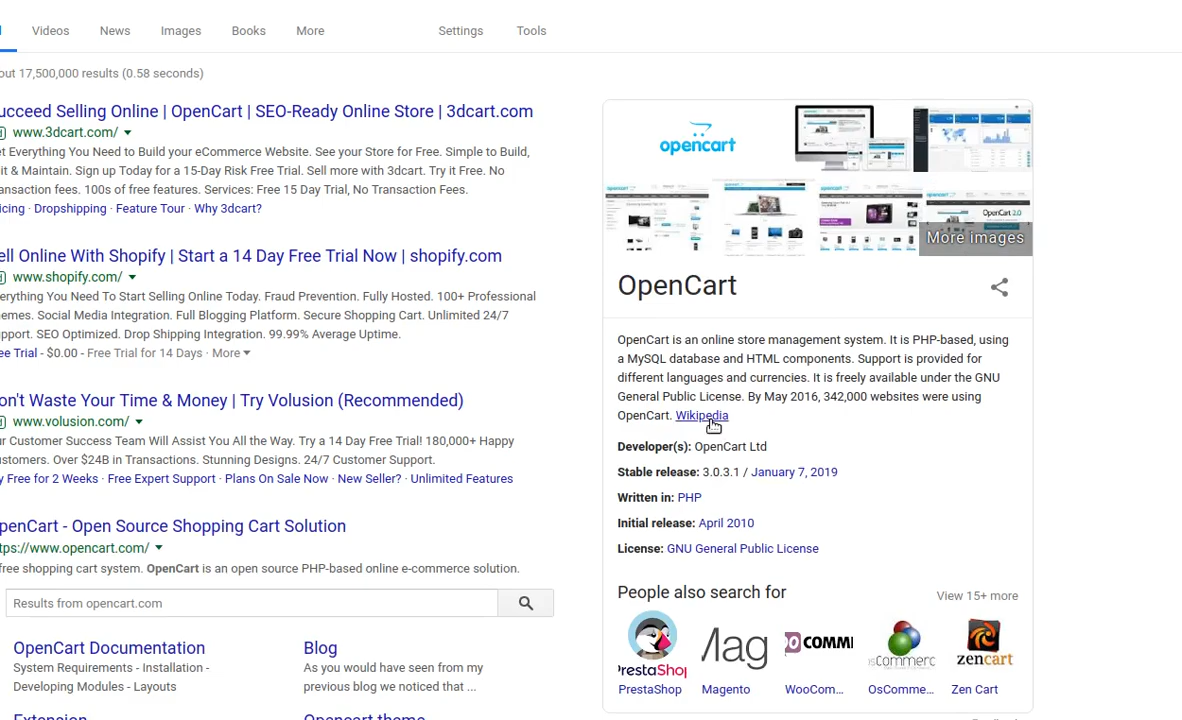 Videos
News
Images
Books
More
Settings
Tools
out 17,500,000 results (0.58 seconds)
ucceed Selling Online | OpenCart | SEO-Ready Online Store | 3dcart.com
www.3dcart.com/
et Everything You Need to Build your eCommerce Website. See your Store for Free. Simple to Build,
it & Maintain. Sign up Today for a 15-Day Risk Free Trial. Sell more with 3dcart. Try it Free. No
ansaction fees. 100s of free features. Services: Free 15 Day Trial, No Transaction Fees.
icing · Dropshipping · Feature Tour · Why 3dcart?
ell Online With Shopify | Start a 14 Day Free Trial Now | shopify.com
www.shopify.com/
erything You Need To Start Selling Online Today. Fraud Prevention. Fully Hosted. 100+ Professional
emes. Social Media Integration. Full Blogging Platform. Secure Shopping Cart. Unlimited 24/7
pport. SEO Optimized. Drop Shipping Integration. 99.99% Average Uptime.
ee Trial - $0.00 - Free Trial for 14 Days · More
on't Waste Your Time & Money | Try Volusion (Recommended)
www.volusion.com/
ur Customer Success Team Will Assist You All the Way. Try a 14 Day Free Trial! 180,000+ Happy
ustomers. Over $24B in Transactions. Stunning Designs. 24/7 Customer Support.
y Free for 2 Weeks · Free Expert Support · Plans On Sale Now · New Seller? · Unlimited Features
penCart - Open Source Shopping Cart Solution
tps://www.opencart.com/
free shopping cart system. OpenCart is an open source PHP-based online e-commerce solution.
Results from opencart.com
OpenCart Documentation
System Requirements - Installation -
Developing Modules - Layouts
Blog
As you would have seen from my
previous blog we noticed that ...
Extension
Opencart theme
opencart
OpenCart 2.0
More images
OpenCart
OpenCart is an online store management system. It is PHP-based, using
a MySQL database and HTML components. Support is provided for
different languages and currencies. It is freely available under the GNU
General Public License. By May 2016, 342,000 websites were using
OpenCart. Wikipedia
Developer(s): OpenCart Ltd
Stable release: 3.0.3.1 / January 7, 2019
Written in: PHP
Initial release: April 2010
License: GNU General Public License
People also search for
View 15+ more
PrestaShop
Magento
WooCom...
OsComme...
Zen Cart
restaShop
Mag
OCOMM
sCommerc
zencart